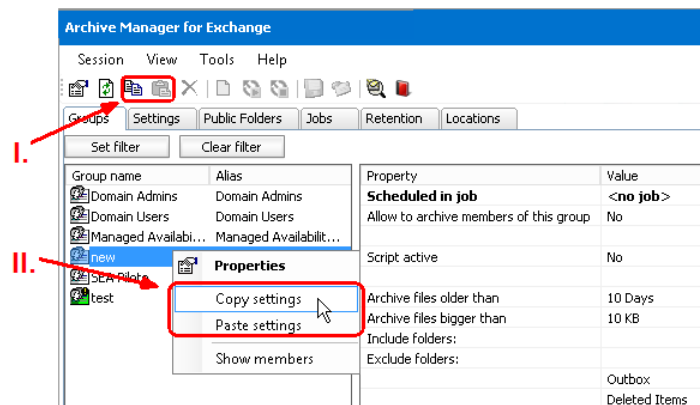 Archive Manager for Exchange
Session View Tools Help
Groups Settings Public Folders Jobs Retention Locations
I.
Set filter Clear filter
Group name Alias Property Value
Domain Admins Domain Admins Scheduled in job <no job>
Domain Users Domain Users Allow to archive members of this group No
Managed Availabi... Managed Availabilit...
II.
new Properties Script active No
SEA Pilots
test Copy settings Archive files older than 10 Days
Paste settings Archive files bigger than 10 KB
Include folders:
Show members Exclude folders:
Outbox
Deleted Items